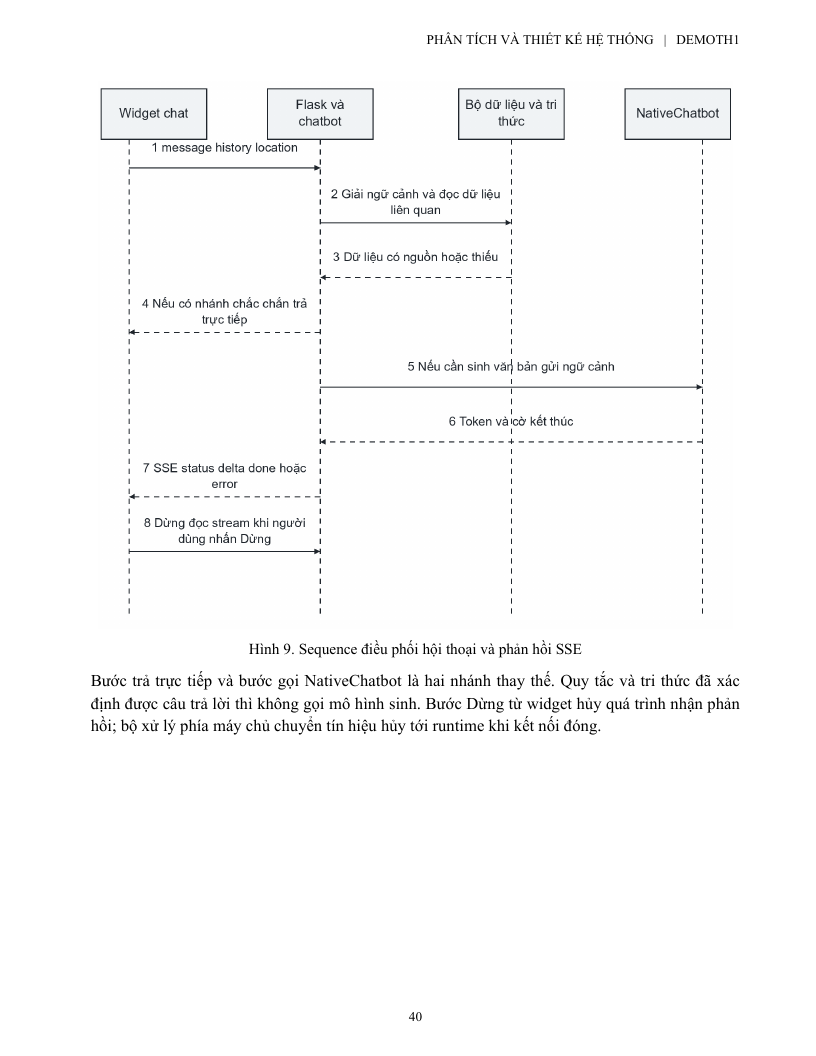 PHÂN TÍCH VÀ THIẾT KẾ HỆ THỐNG | DEMOTH1
Widget chat
Flask và
chatbot
Bộ dữ liệu và tri
thức
NativeChatbot
1 message history location
2 Giải ngữ cảnh và đọc dữ liệu
liên quan
3 Dữ liệu có nguồn hoặc thiếu
4 Nếu có nhánh chắc chắn trả
trực tiếp
5 Nếu cần sinh văn bản gửi ngữ cảnh
6 Token và cờ kết thúc
7 SSE status delta done hoặc
error
8 Dừng đọc stream khi người
dùng nhấn Dừng
Hình 9. Sequence điều phối hội thoại và phản hồi SSE
Bước trả trực tiếp và bước gọi NativeChatbot là hai nhánh thay thế. Quy tắc và tri thức đã xác
định được câu trả lời thì không gọi mô hình sinh. Bước Dừng từ widget hủy quá trình nhận phản
hồi; bộ xử lý phía máy chủ chuyển tín hiệu hủy tới runtime khi kết nối đóng.
40